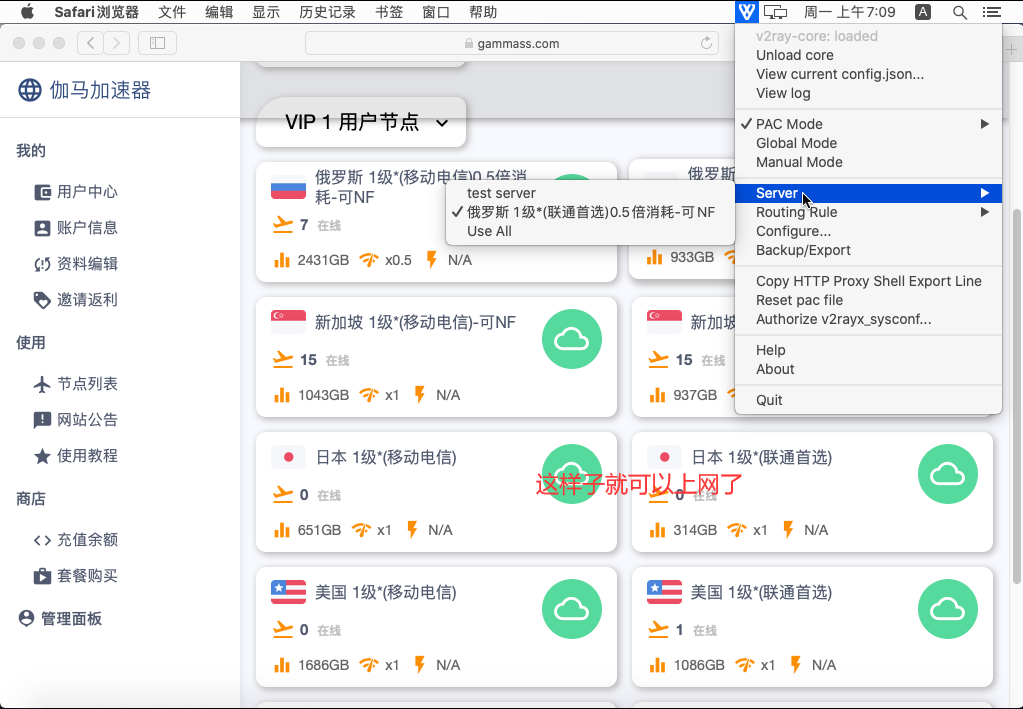 Safari浏览器 文件 编辑 显示 历史记录 书签 窗口 帮助 周一 上午7:09 A
gammass.com
v2ray-core: loaded
Unload core
View current config.json...
View log
PAC Mode
Global Mode
Manual Mode
Server
Routing Rule
Configure...
Backup/Export
Copy HTTP Proxy Shell Export Line
Reset pac file
Authorize v2rayx_sysconf...
Help
About
Quit
test server
俄罗斯 1级*(联通首选)0.5倍消耗-可NF
Use All
伽马加速器
我的
用户中心
账户信息
资料编辑
邀请返利
使用
节点列表
网站公告
使用教程
商店
充值余额
套餐购买
管理面板
VIP 1 用户节点
俄罗斯 1级*(移动电信)0.5倍消
耗-可NF
7 在线
2431GB x0.5 N/A
俄罗斯
933GB
新加坡 1级*(移动电信)-可NF
15 在线
1043GB x1 N/A
新加坡
15 在线
937GB
日本 1级*(移动电信)
0 在线
651GB x1 N/A
日本 1级*(联通首选)
0 在线
314GB x1 N/A
这样子就可以上网了
美国 1级*(移动电信)
0 在线
1686GB x1 N/A
美国 1级*(联通首选)
1 在线
1086GB x1 N/A